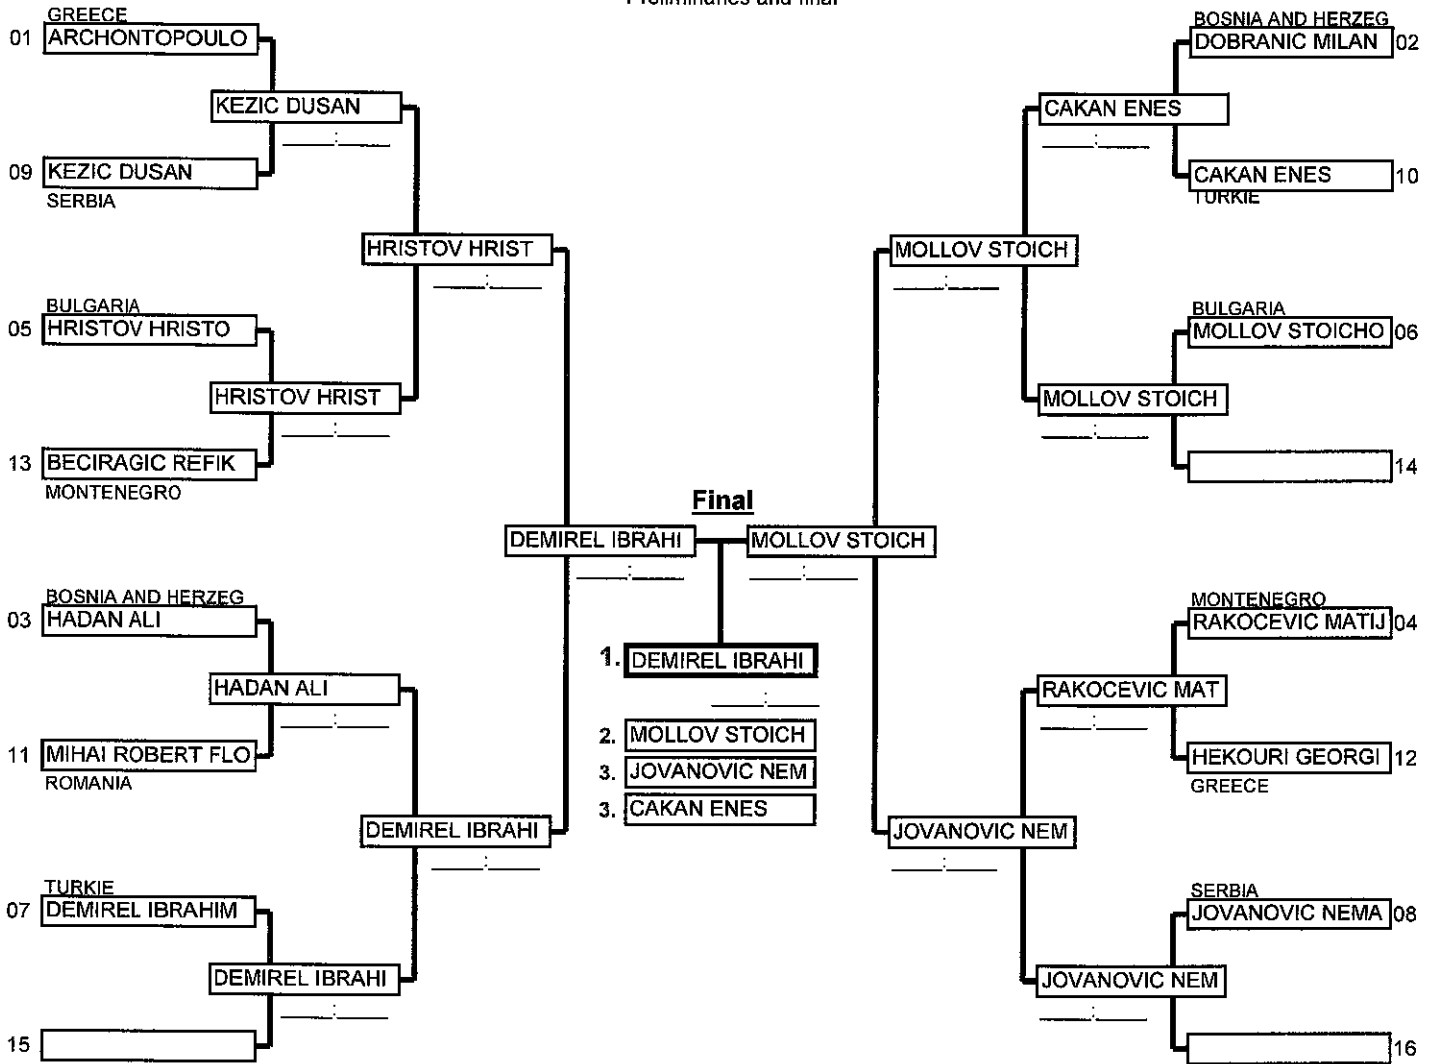 Preliminaries and final
GREECE
01 ARCHONTOPOULO
KEZIC DUSAN
09 KEZIC DUSAN
SERBIA
HRISTOV HRIST
BULGARIA
05 HRISTOV HRISTO
HRISTOV HRIST
13 BECIRAGIC REFIK
MONTENEGRO
DEMIREL IBRAHI
BOSNIA AND HERZEG
03 HADAN ALI
HADAN ALI
11 MIHAI ROBERT FLO
ROMANIA
DEMIREL IBRAHI
TURKIE
07 DEMIREL IBRAHIM
DEMIREL IBRAHI
15
Final
1. DEMIREL IBRAHI
2. MOLLOV STOICH
3. JOVANOVIC NEM
3. CAKAN ENES
BOSNIA AND HERZEG
DOBRANIC MILAN 02
CAKAN ENES
CAKAN ENES 10
TURKIE
MOLLOV STOICH
BULGARIA
MOLLOV STOICHO 06
MOLLOV STOICH
14
MOLLOV STOICH
MONTENEGRO
RAKOCEVIC MATIJ 04
RAKOCEVIC MAT
HEKOURI GEORGI 12
GREECE
JOVANOVIC NEM
SERBIA
JOVANOVIC NEMA 08
JOVANOVIC NEM
16